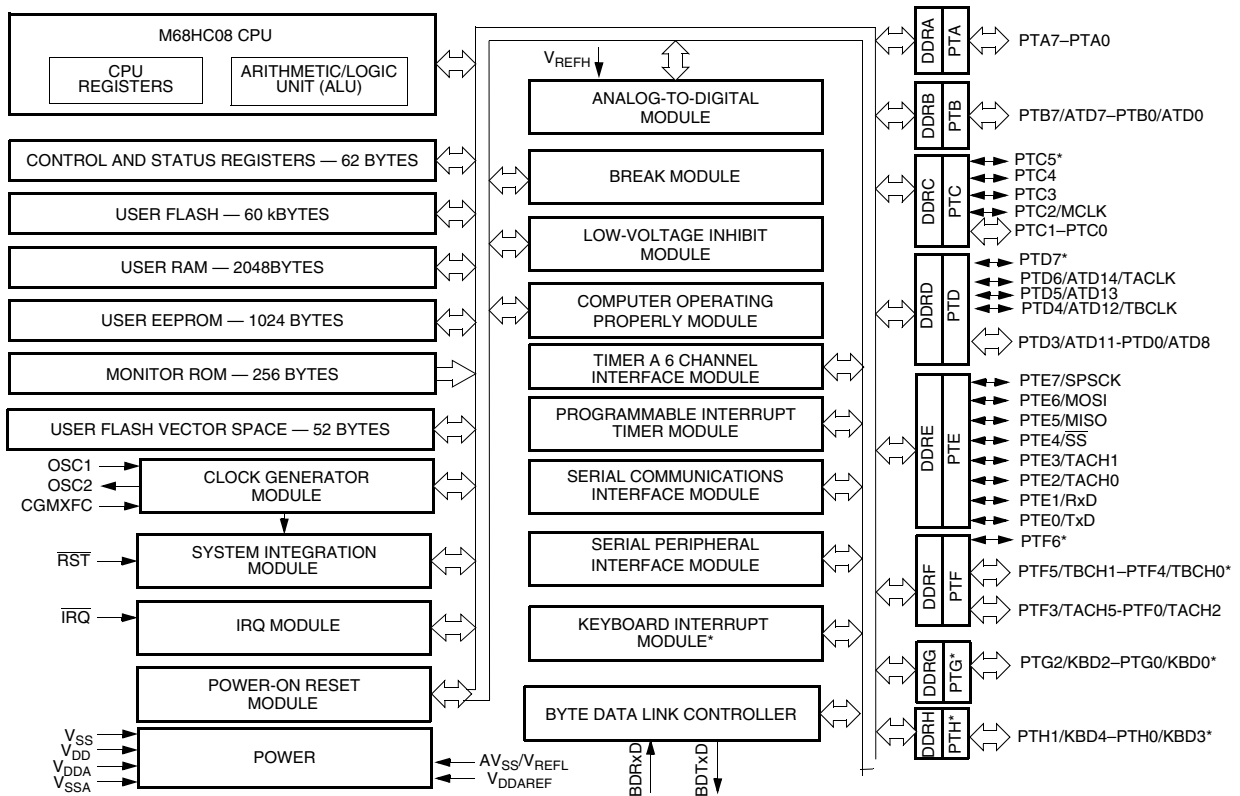 M68HC08 CPU
CPU
REGISTERS
ARITHMETIC/LOGIC
UNIT (ALU)
CONTROL AND STATUS REGISTERS — 62 BYTES
USER FLASH — 60 kBYTES
USER RAM — 2048BYTES
USER EEPROM — 1024 BYTES
MONITOR ROM — 256 BYTES
USER FLASH VECTOR SPACE — 52 BYTES
OSC1
OSC2
CGMXFC
CLOCK GENERATOR
MODULE
RST
SYSTEM INTEGRATION
MODULE
IRQ
IRQ MODULE
POWER-ON RESET
MODULE
VSS
VDD
VDDA
VSSA
POWER
AVSS/VREFL
VDDAREF
VREFH
ANALOG-TO-DIGITAL
MODULE
BREAK MODULE
LOW-VOLTAGE INHIBIT
MODULE
COMPUTER OPERATING
PROPERLY MODULE
TIMER A 6 CHANNEL
INTERFACE MODULE
PROGRAMMABLE INTERRUPT
TIMER MODULE
SERIAL COMMUNICATIONS
INTERFACE MODULE
SERIAL PERIPHERAL
INTERFACE MODULE
KEYBOARD INTERRUPT
MODULE*
BYTE DATA LINK CONTROLLER
BDRxD
BDTxD
DDRA
PTA
PTA7–PTA0
DDRB
PTB
PTB7/ATD7–PTB0/ATD0
DDRC
PTC
PTC5*
PTC4
PTC3
PTC2/MCLK
PTC1–PTC0
DDRD
PTD
PTD7*
PTD6/ATD14/TACLK
PTD5/ATD13
PTD4/ATD12/TBCLK
PTD3/ATD11-PTD0/ATD8
DDRE
PTE
PTE7/SPSCK
PTE6/MOSI
PTE5/MISO
PTE4/SS
PTE3/TACH1
PTE2/TACH0
PTE1/RxD
PTE0/TxD
DDRF
PTF
PTF6*
PTF5/TBCH1–PTF4/TBCH0*
PTF3/TACH5-PTF0/TACH2
DDRG
PTG*
PTG2/KBD2–PTG0/KBD0*
DDRH
PTH*
PTH1/KBD4–PTH0/KBD3*